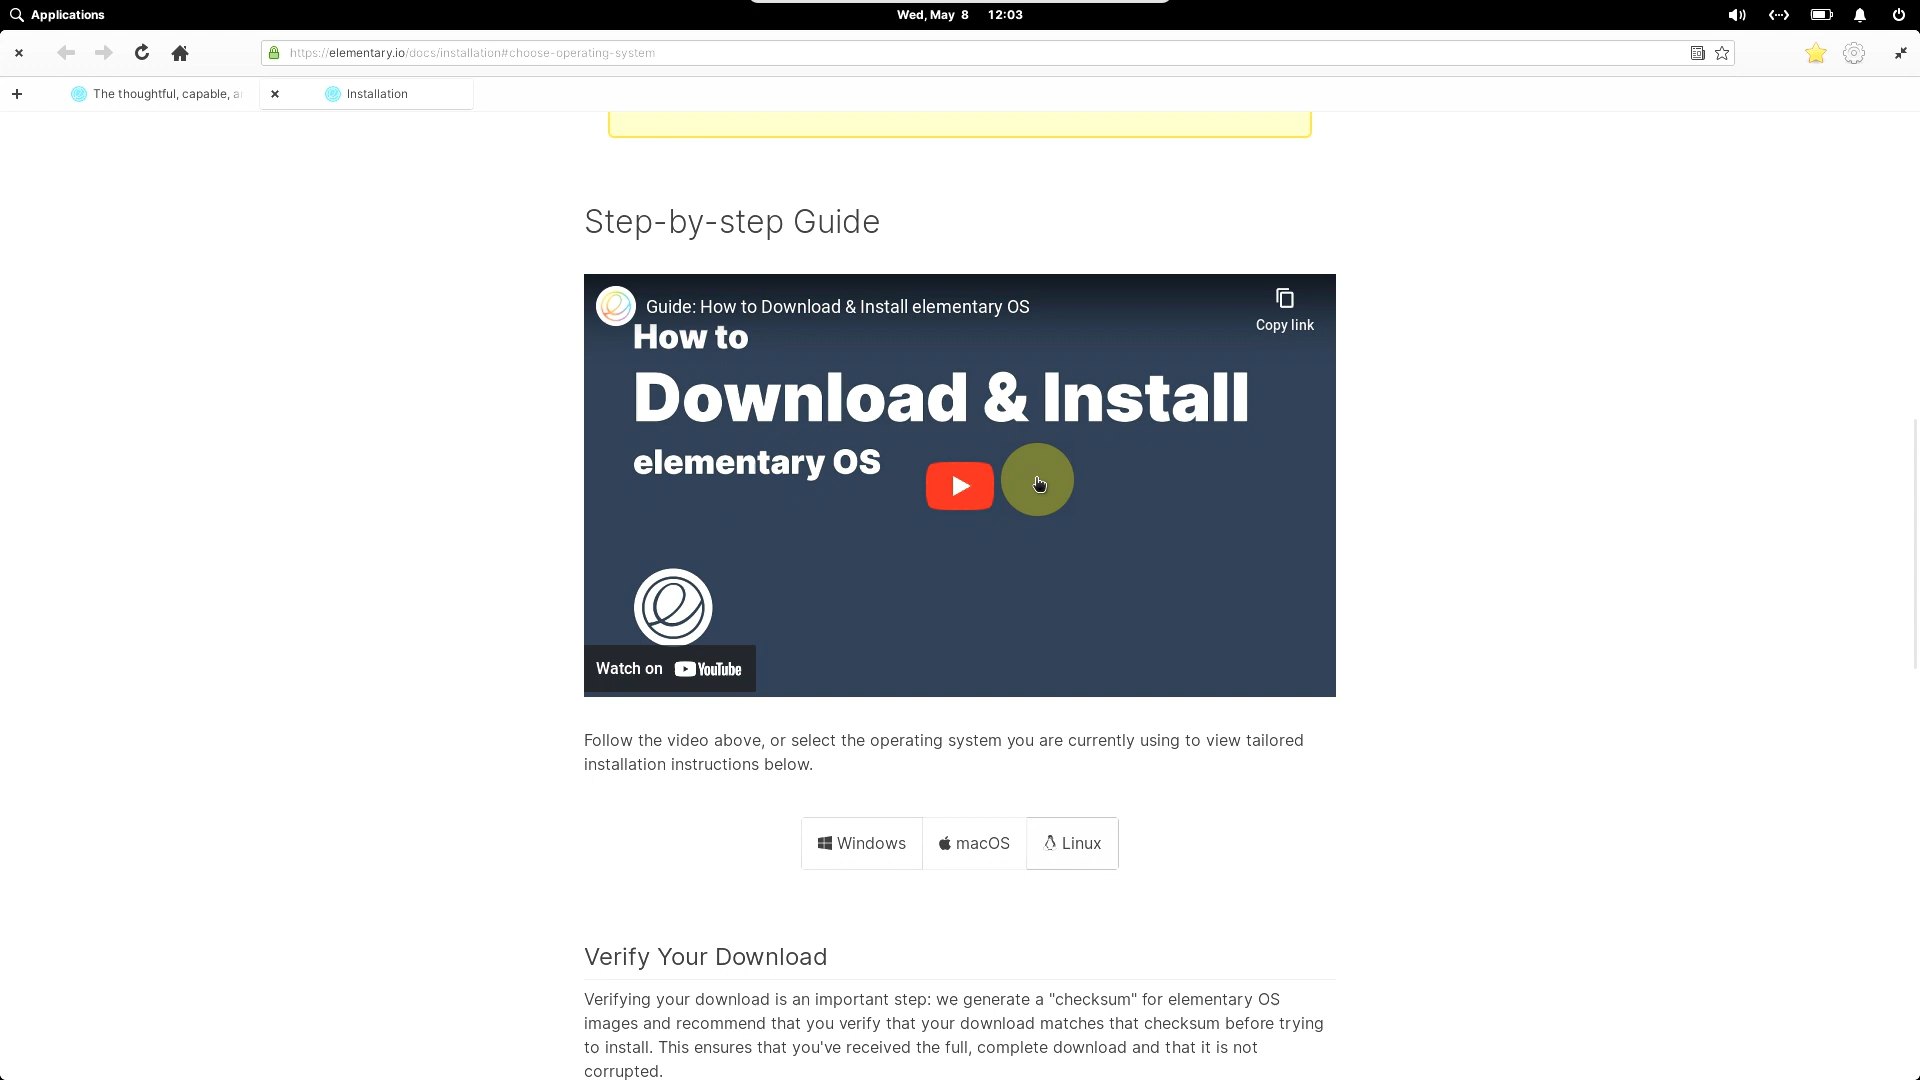 Applications
Wed, May 8 12:03
https://elementary.io/docs/installation#choose-operating-system
The thoughtful, capable, a
Installation
Step-by-step Guide
Guide: How to Download & Install elementary OS
Copy link
How to
Download & Install
elementary OS
Watch on YouTube
Follow the video above, or select the operating system you are currently using to view tailored
installation instructions below.
Windows
macOS
Linux
Verify Your Download
Verifying your download is an important step: we generate a "checksum" for elementary OS
images and recommend that you verify that your download matches that checksum before trying
to install. This ensures that you've received the full, complete download and that it is not
corrupted.